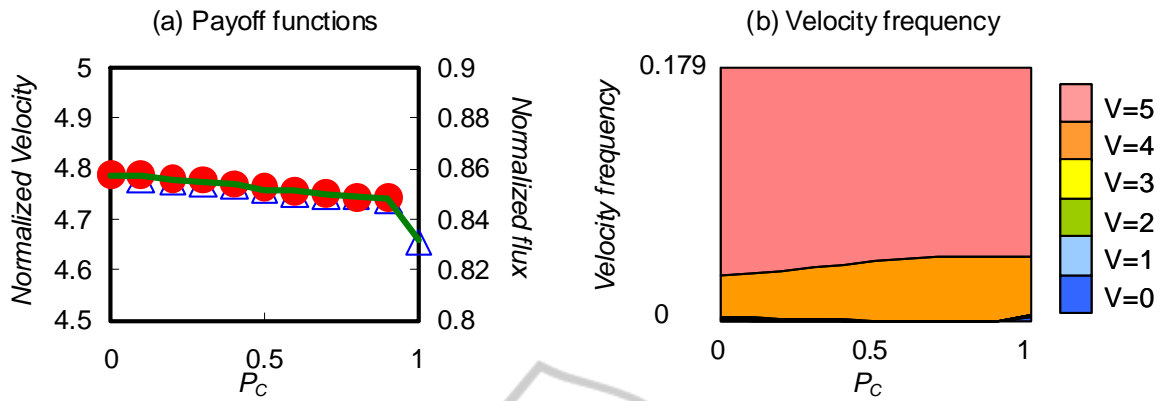 (a) Payoff functions
(b) Velocity frequency
Normalized Velocity
5
4.9
4.8
4.7
4.6
4.5
0.9
0.88
0.86
0.84
0.82
0.8
Normalized flux
0
0.5
1
P_C
Velocity frequency
0.179
0
0
0.5
1
P_C
V=5
V=4
V=3
V=2
V=1
V=0